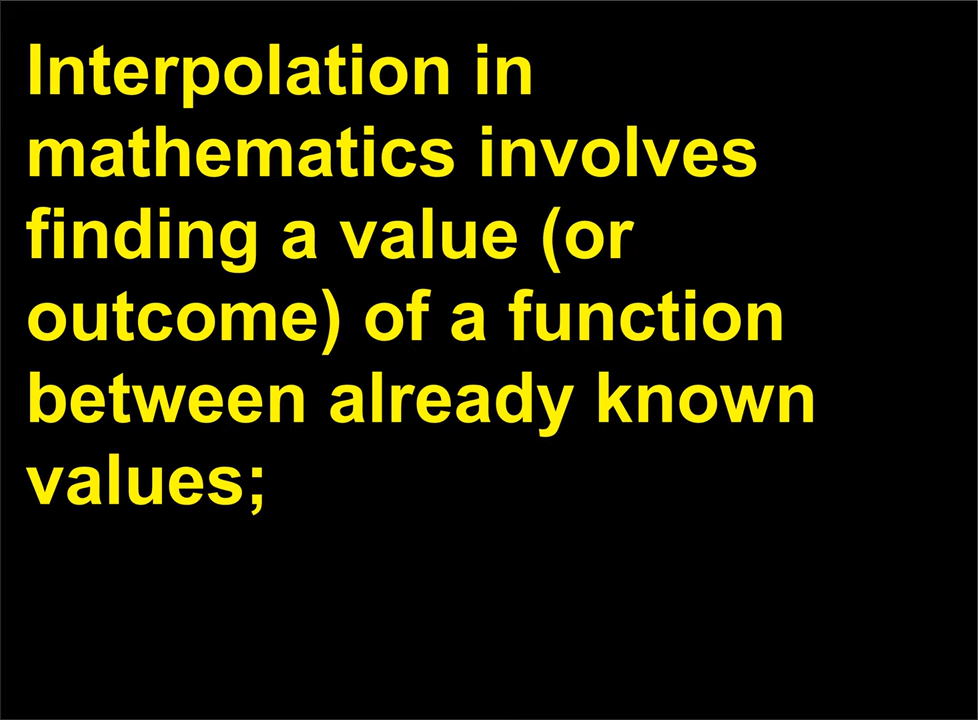 Interpolation in
mathematics involves
finding a value (or
outcome) of a function
between already known
values;